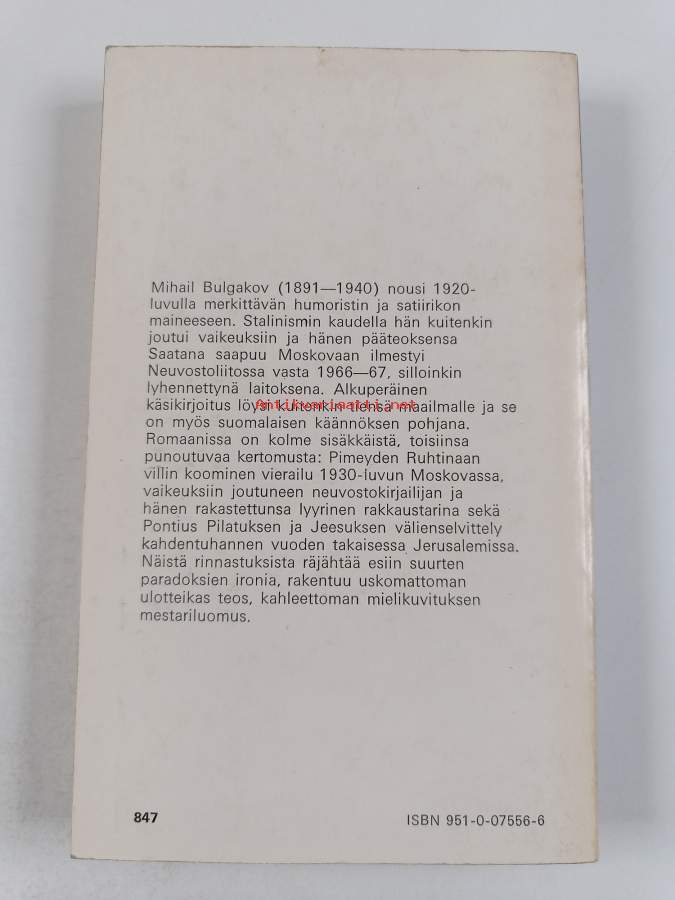 Mihail Bulgakov (1891—1940) nousi 1920-
luvulla merkittävän humoristin ja satiirikon
maineeseen. Stalinismin kaudella hän kuitenkin
joutui vaikeuksiin ja hänen pääteoksensa
Saatana saapuu Moskovaan ilmestyi
Neuvostoliitossa vasta 1966—67, silloinkin
lyhennettynä laitoksena. Alkuperäinen
käsikirjoitus löysi kuitenkin tiensä maailmalle ja se
Antikvariaatti.net
on myös suomalaisen käännöksen pohjana.
Romaanissa on kolme sisäkkäistä, toisiinsa
punoutuvaa kertomusta: Pimeyden Ruhtinaan
villin koominen vierailu 1930-luvun Moskovassa,
vaikeuksiin joutuneen neuvostokirjailijan ja
hänen rakastettunsa lyyrinen rakkaustarina sekä
Pontius Pilatuksen ja Jeesuksen välienselvittely
kahdentuhannen vuoden takaisessa Jerusalemissa.
Näistä rinnastuksista räjähtää esiin suurten
paradoksien ironia, rakentuu uskomattoman
ulotteikas teos, kahleettoman mielikuvituksen
mestariluomus.
847
ISBN 951-0-07556-6